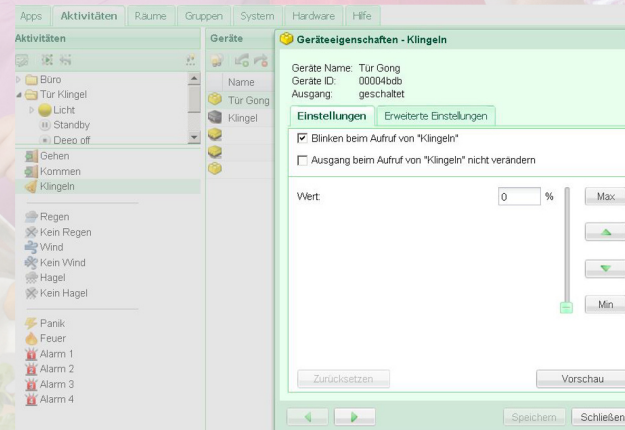 Apps Aktivitäten Räume Gruppen System Hardware Hilfe
Aktivitäten
Büro
Tür Klingel
Licht
Standby
Deep off
Gehen
Kommen
Klingeln
Regen
Kein Regen
Wind
Kein Wind
Hagel
Kein Hagel
Panik
Feuer
Alarm 1
Alarm 2
Alarm 3
Alarm 4
Geräte
Name
Tür Gong
Klingel
Geräteeigenschaften - Klingeln
Geräte Name: Tür Gong
Geräte ID: 00004bdb
Ausgang: geschaltet
Einstellungen Erweiterte Einstellungen
Blinken beim Aufruf von "Klingeln"
Ausgang beim Aufruf von "Klingeln" nicht verändern
Wert: 0 % Max
Min
Zurücksetzen Vorschau
Speichern Schließen